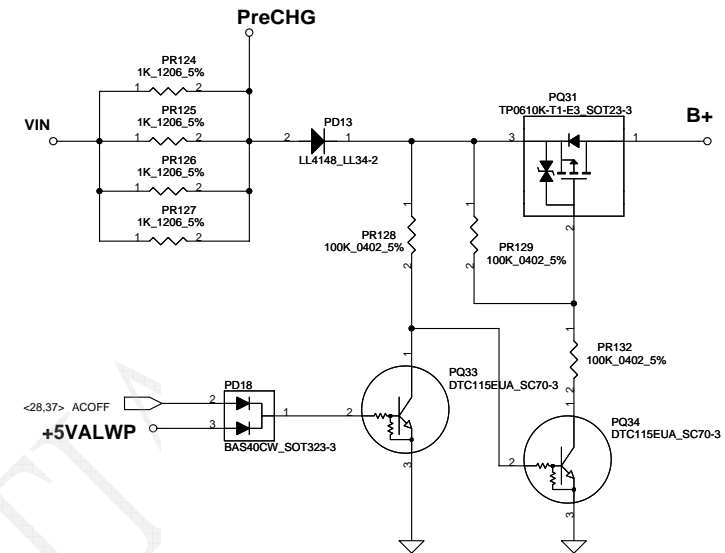 PreCHG
PR124
1K_1206_5%
1 2
PR125
1K_1206_5%
1 2
VIN
PR126
1K_1206_5%
1 2
PR127
1K_1206_5%
1 2
PD13
2 1
LL4148_LL34-2
PQ31
TP0610K-T1-E3_SOT23-3
B+
3 1
2
1
PR128
100K_0402_5%
2
1
PR129
100K_0402_5%
2
1
PR132
100K_0402_5%
2
PD18
<28,37> ACOFF
2
1
+5VALWP
3
BAS40CW_SOT323-3
1
PQ33
DTC115EUA_SC70-3
2
3
1
PQ34
DTC115EUA_SC70-3
2
3